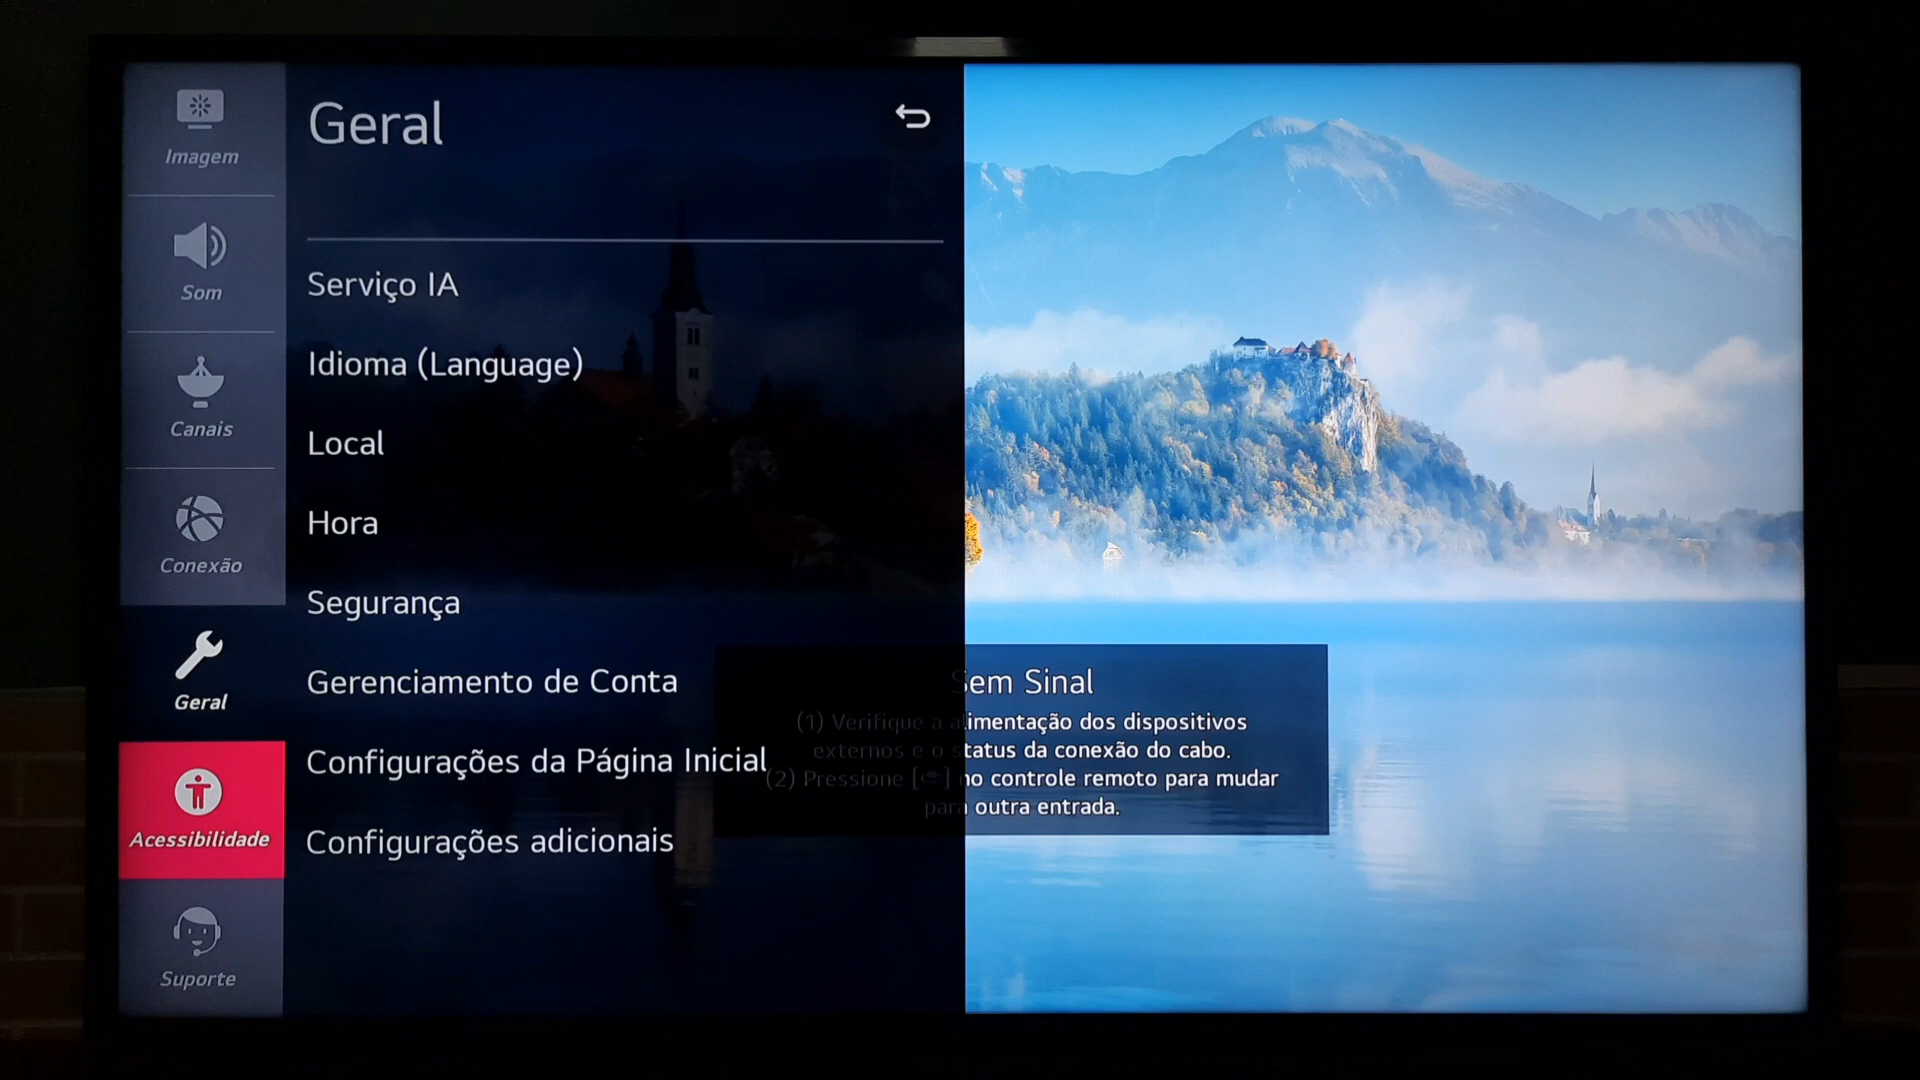 Imagem
Som
Canais
Conexão
Geral
Acessibilidade
Suporte
Geral
Serviço IA
Idioma (Language)
Local
Hora
Segurança
Gerenciamento de Conta
Configurações da Página Inicial
Configurações adicionais
Sem Sinal
(1) Verifique a alimentação dos dispositivos
externos e o status da conexão do cabo.
(2) Pressione [ ] no controle remoto para mudar
para outra entrada.